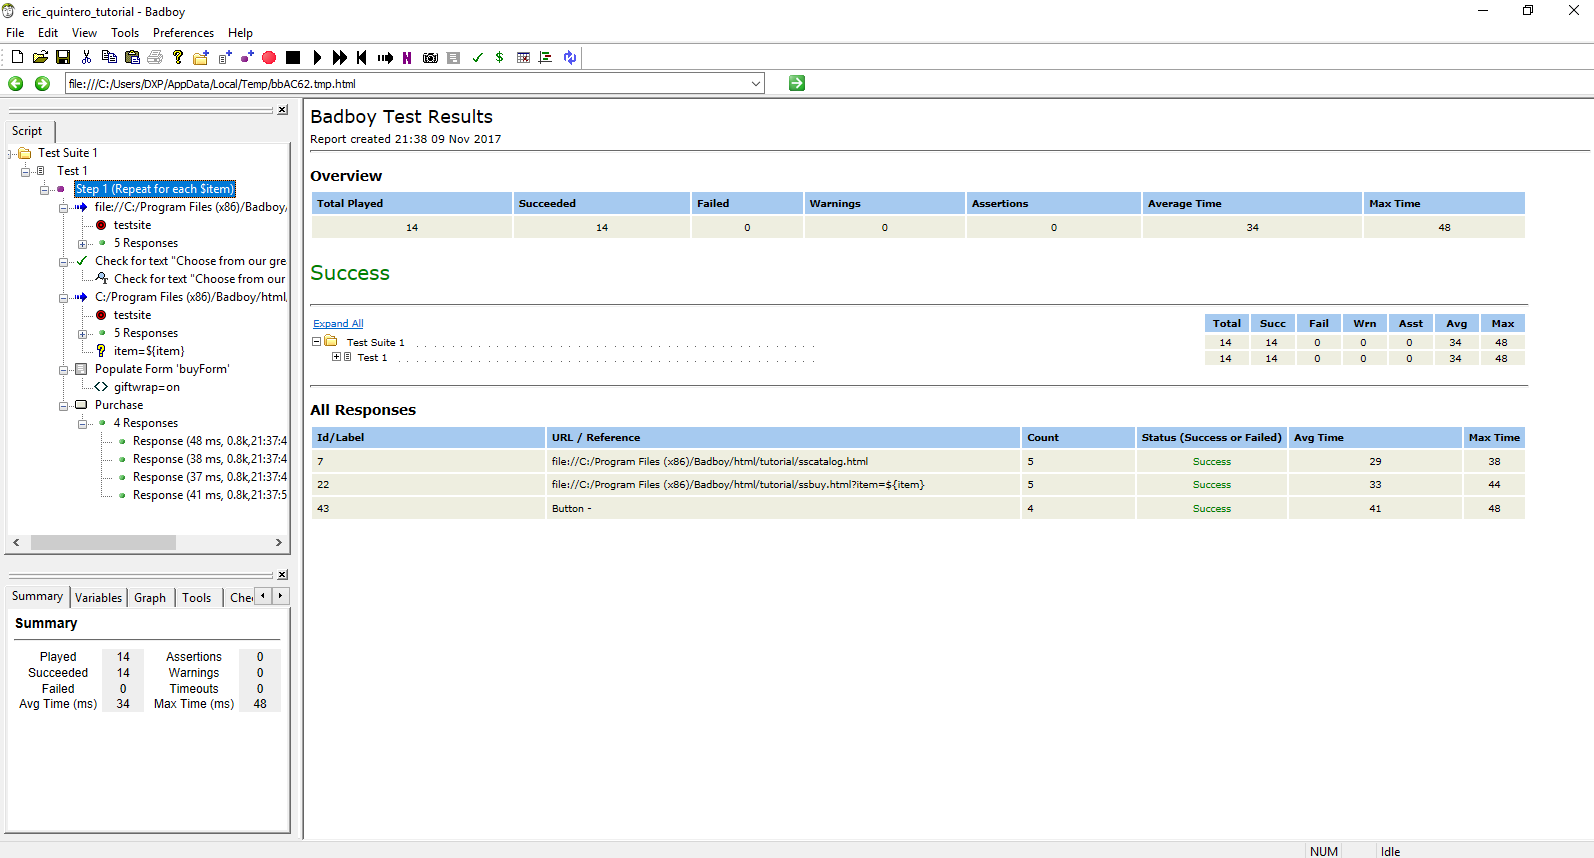 eric_quintero_tutorial - Badboy
File Edit View Tools Preferences Help
N $
file:///C:/Users/DXP/AppData/Local/Temp/bbAC62.tmp.html
Script
Test Suite 1
Test 1
Step 1 (Repeat for each $item)
file://C:/Program Files (x86)/Badboy/
testsite
5 Responses
Check for text "Choose from our gre
Check for text "Choose from our
C:/Program Files (x86)/Badboy/html/
testsite
5 Responses
item=${item}
Populate Form 'buyForm'
giftwrap=on
Purchase
4 Responses
Response (48 ms, 0.8k,21:37:4
Response (38 ms, 0.8k,21:37:4
Response (37 ms, 0.8k,21:37:4
Response (41 ms, 0.8k,21:37:5
Summary Variables Graph Tools Che
Summary
Played 14 Assertions 0
Succeeded 14 Warnings 0
Failed 0 Timeouts 0
Avg Time (ms) 34 Max Time (ms) 48
Badboy Test Results
Report created 21:38 09 Nov 2017
Overview
Total Played Succeeded Failed Warnings Assertions Average Time Max Time
14 14 0 0 0 34 48
Success
Expand All Total Succ Fail Wrn Asst Avg Max
Test Suite 1 14 14 0 0 0 34 48
Test 1 14 14 0 0 0 34 48
All Responses
Id/Label URL / Reference Count Status (Success or Failed) Avg Time Max Time
7 file://C:/Program Files (x86)/Badboy/html/tutorial/sscatalog.html 5 Success 29 38
22 file://C:/Program Files (x86)/Badboy/html/tutorial/ssbuy.html?item=${item} 5 Success 33 44
43 Button - 4 Success 41 48
NUM Idle